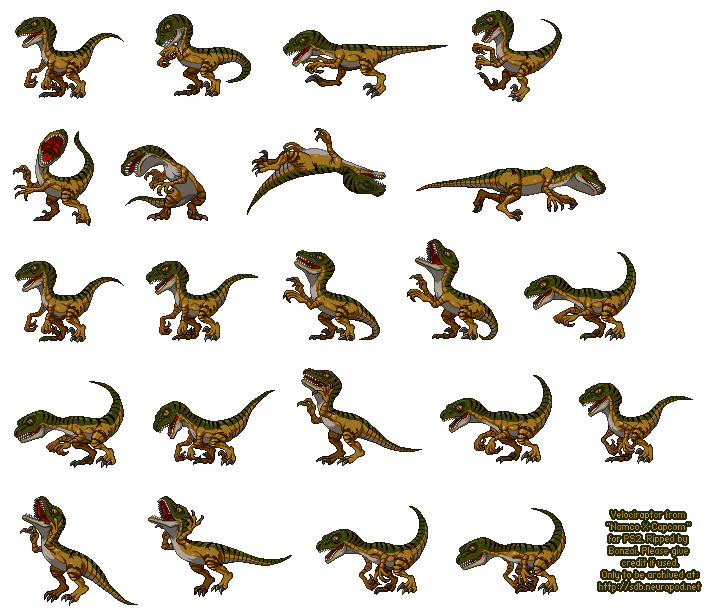 Velociraptor from
"Namco X Capcom"
for PS2. Ripped by
Bonzai. Please give
credit if used.
Only to be archived at:
http://sdb.neuropod.net